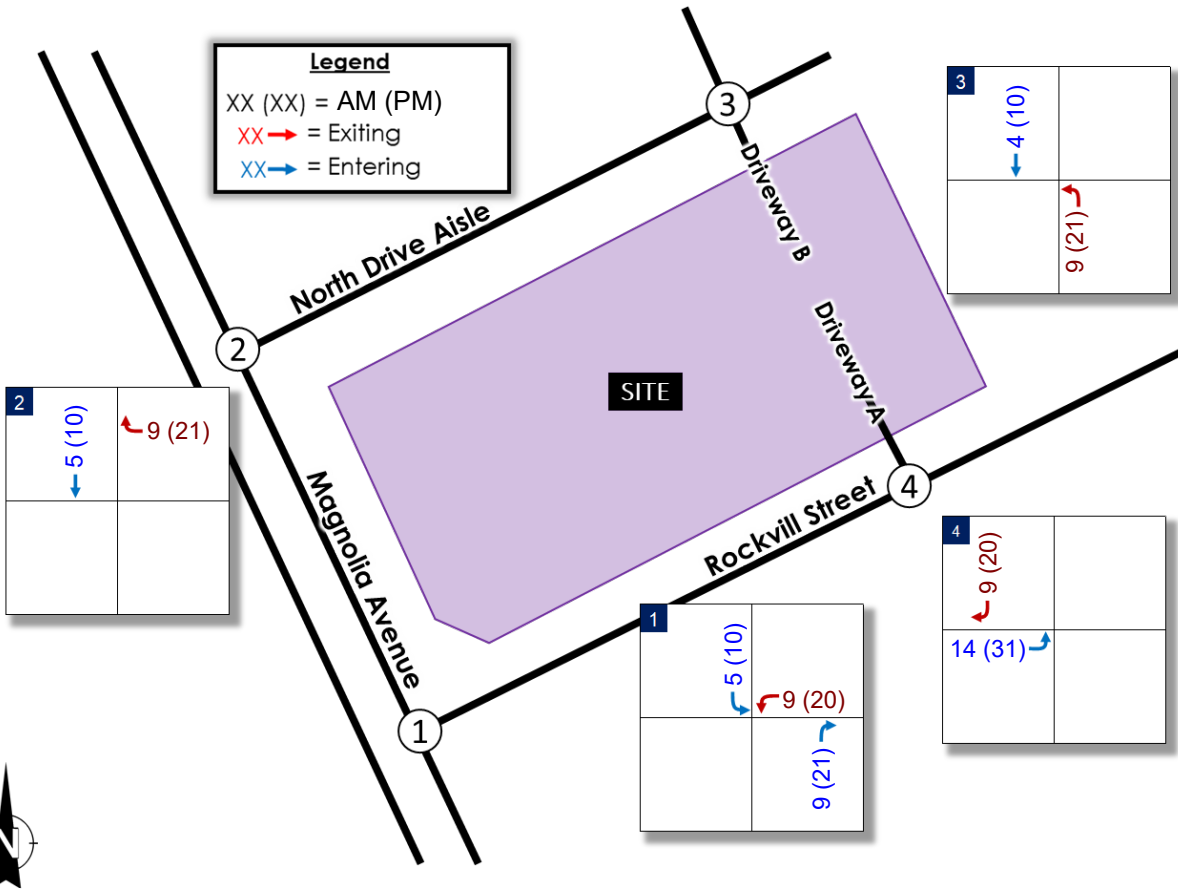 Legend
XX (XX) = AM (PM)
XX = Exiting
XX = Entering
3
4 (10)
9 (21)
3
Driveway B
North Drive Aisle
2
Driveway A
SITE
2
5 (10)
9 (21)
Magnolia Avenue
4
Rockvill Street
4
9 (20)
14 (31)
1
5 (10)
9 (20)
9 (21)
1
N